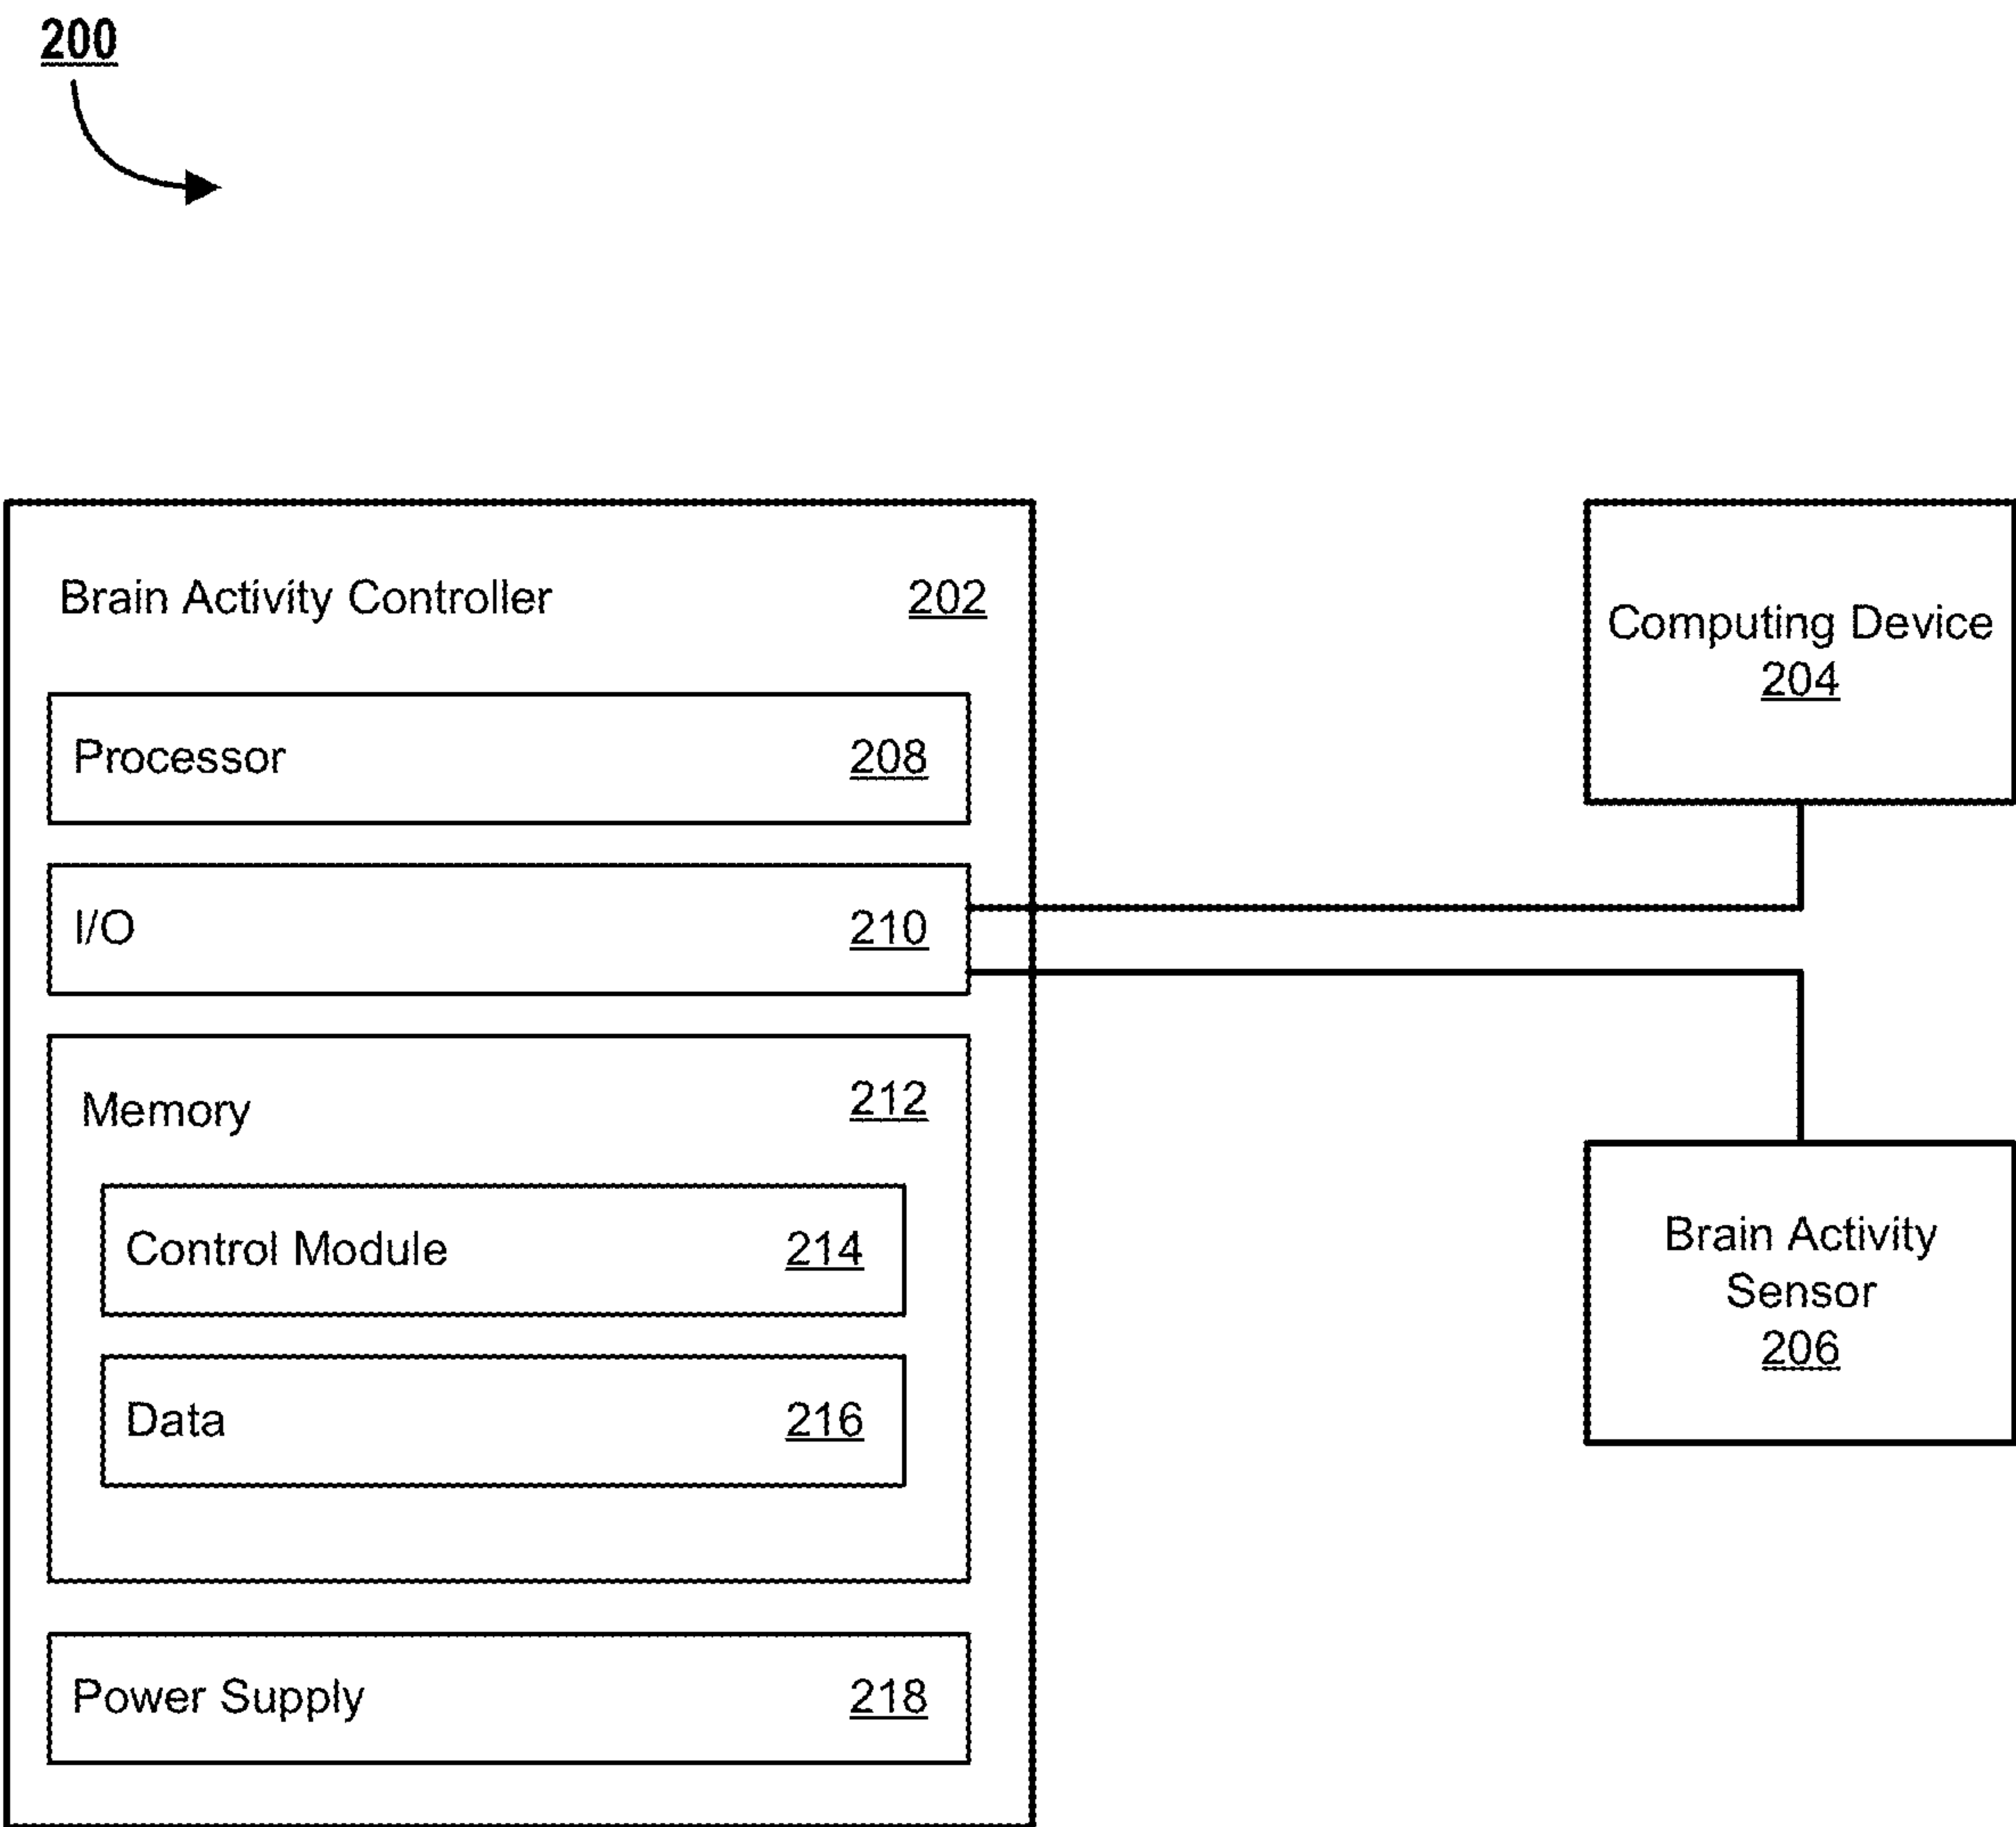 200
Brain Activity Controller 202
Processor 208
I/O 210
Memory 212
Control Module 214
Data 216
Power Supply 218
Computing Device
204
Brain Activity
Sensor
206